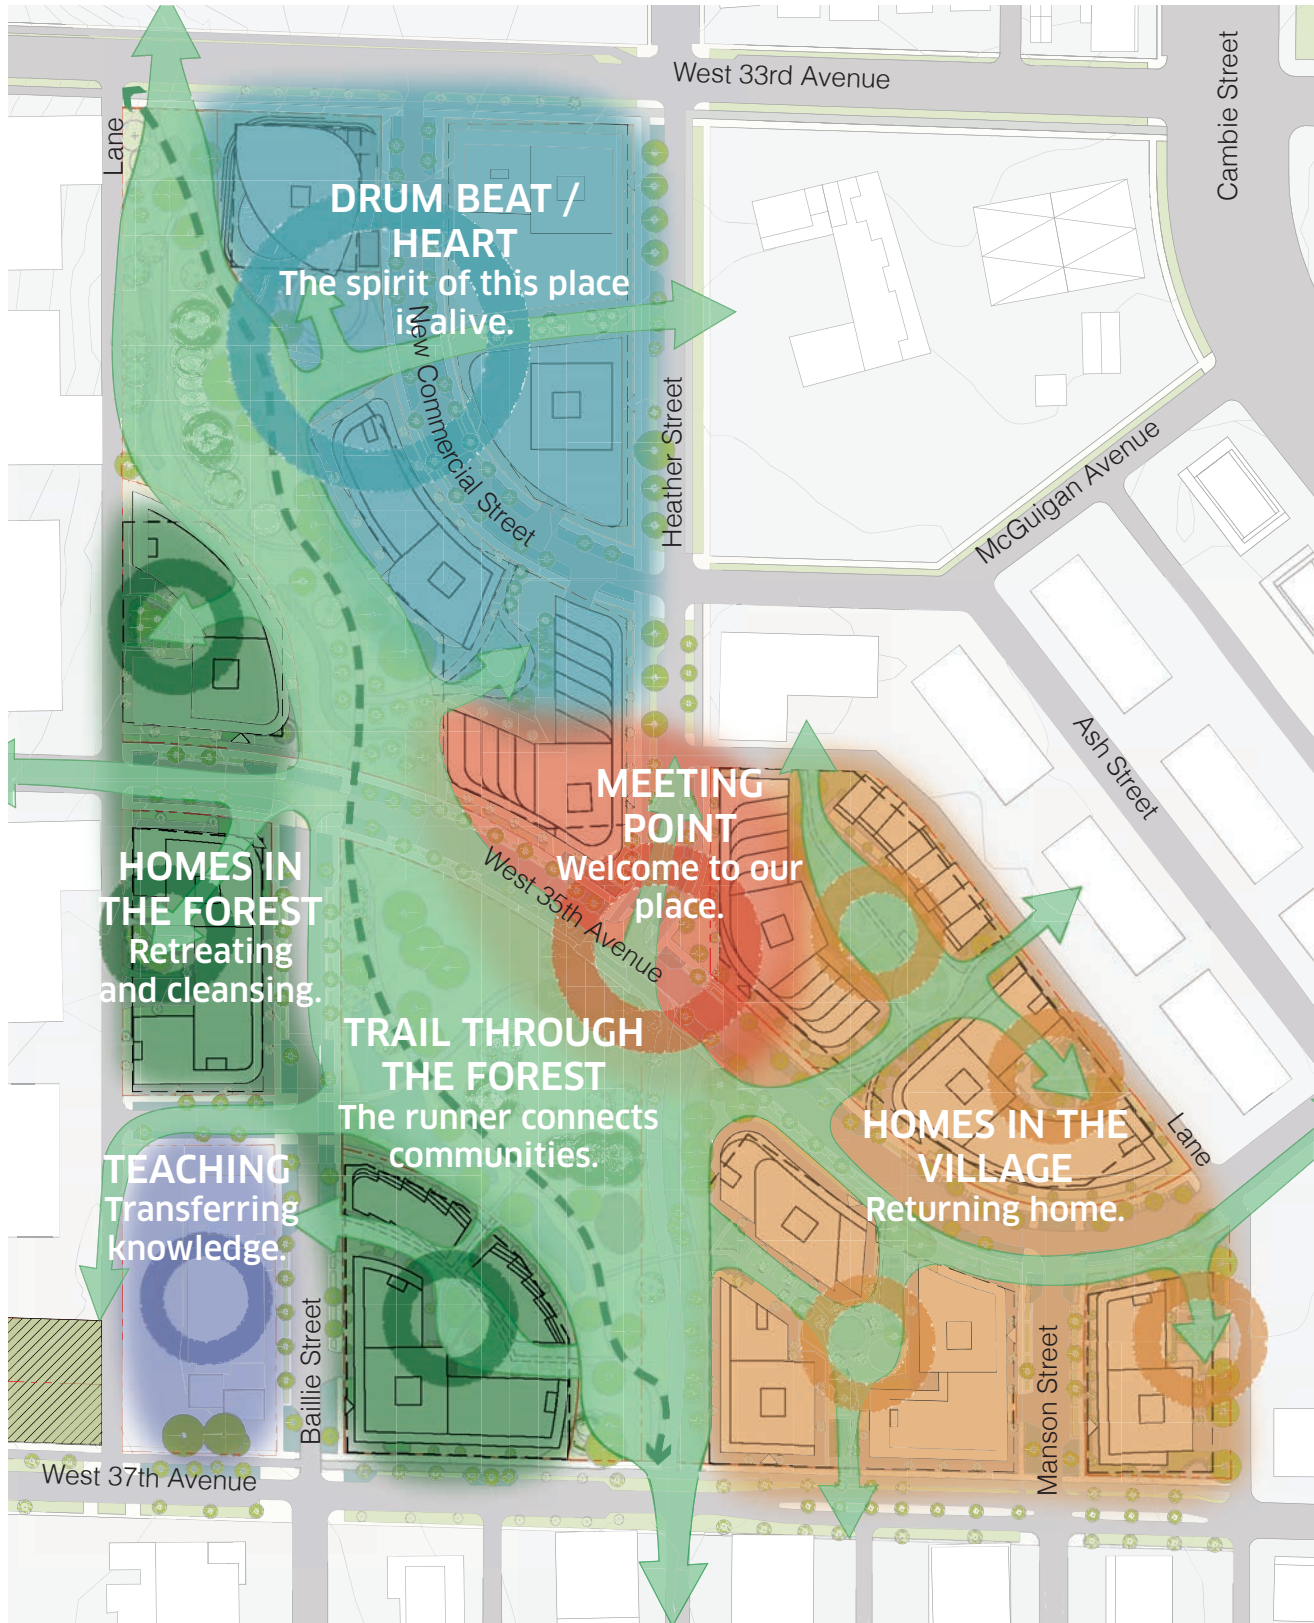 West 33rd Avenue
Cambie Street
Lane
DRUM BEAT /
HEART
The spirit of this place
is alive.
New Commercial Street
Heather Street
McGuigan Avenue
Ash Street
MEETING
POINT
Welcome to our
place.
West 35th Avenue
HOMES IN
THE FOREST
Retreating
and cleansing.
TRAIL THROUGH
THE FOREST
The runner connects
communities.
HOMES IN THE
VILLAGE
Returning home.
Lane
TEACHING
Transferring
knowledge.
Baillie Street
Manson Street
West 37th Avenue